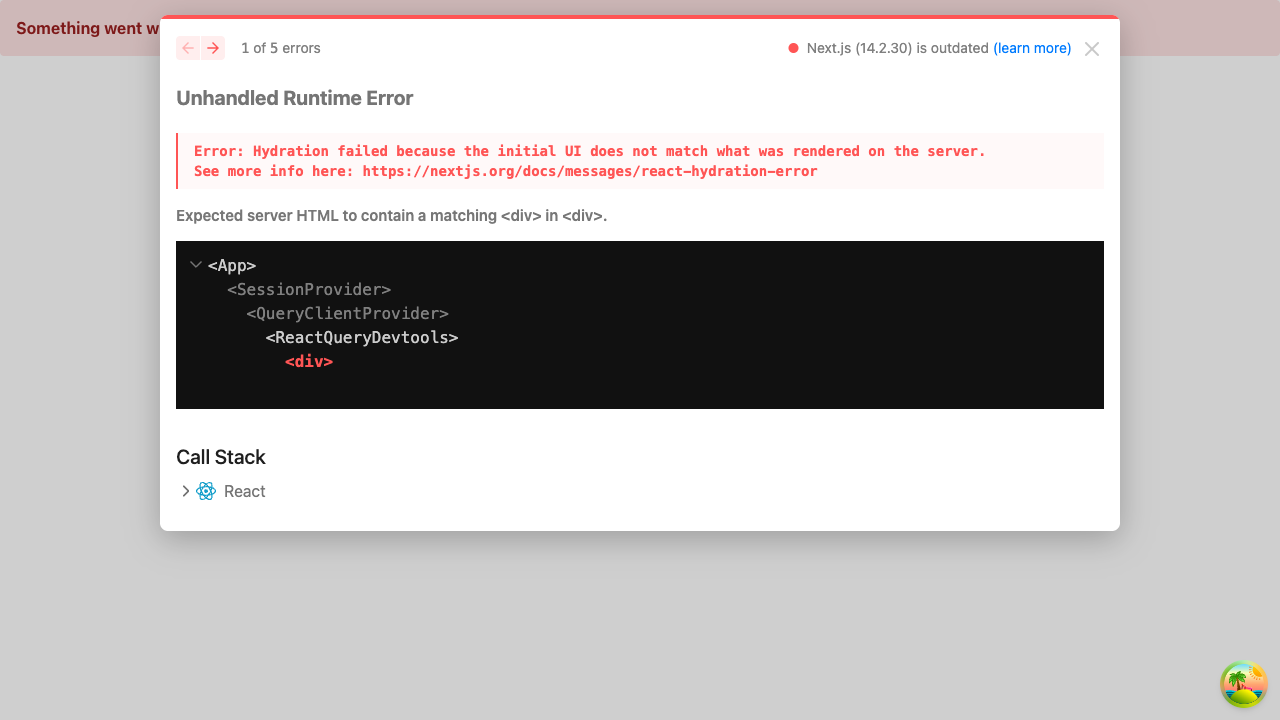 Something went w
1 of 5 errors
Next.js (14.2.30) is outdated (learn more)
Unhandled Runtime Error
Error: Hydration failed because the initial UI does not match what was rendered on the server.
See more info here: https://nextjs.org/docs/messages/react-hydration-error
Expected server HTML to contain a matching <div> in <div>.
<App>
<SessionProvider>
<QueryClientProvider>
<ReactQueryDevtools>
<div>
Call Stack
React